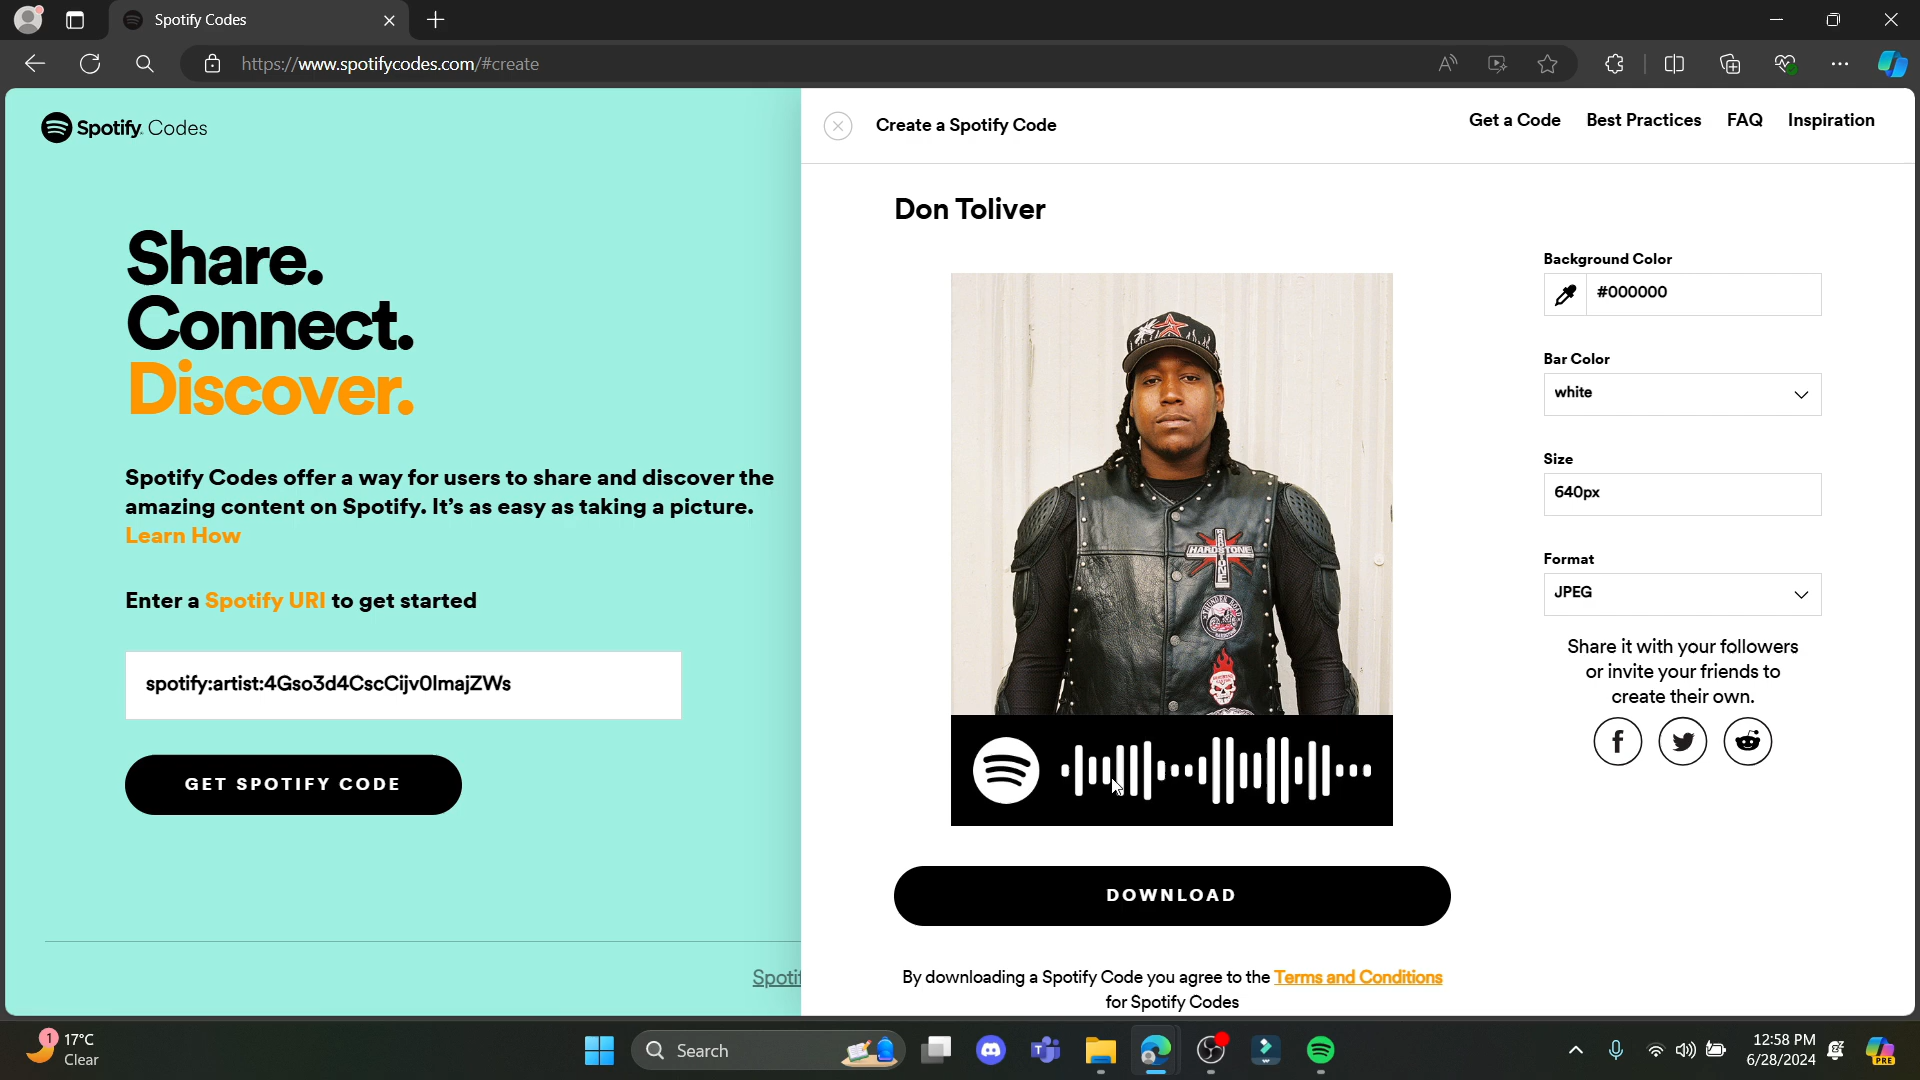 Spotify Codes
https://www.spotifycodes.com/#create
Spotify Codes
Create a Spotify Code
Get a Code
Best Practices
FAQ
Inspiration
Share.
Connect.
Discover.
Spotify Codes offer a way for users to share and discover the
amazing content on Spotify. It's as easy as taking a picture.
Learn How
Enter a Spotify URI to get started
spotify:artist:4Gso3d4CscCijv0lmajZWs
GET SPOTIFY CODE
Spotif
Don Toliver
HARDSTONE
HARDSTONE
DOWNLOAD
By downloading a Spotify Code you agree to the Terms and Conditions
for Spotify Codes
Background Color
#000000
Bar Color
white
Size
640px
Format
JPEG
Share it with your followers
or invite your friends to
create their own.
1
17°C
Clear
Search
12:58 PM
6/28/2024
PRE